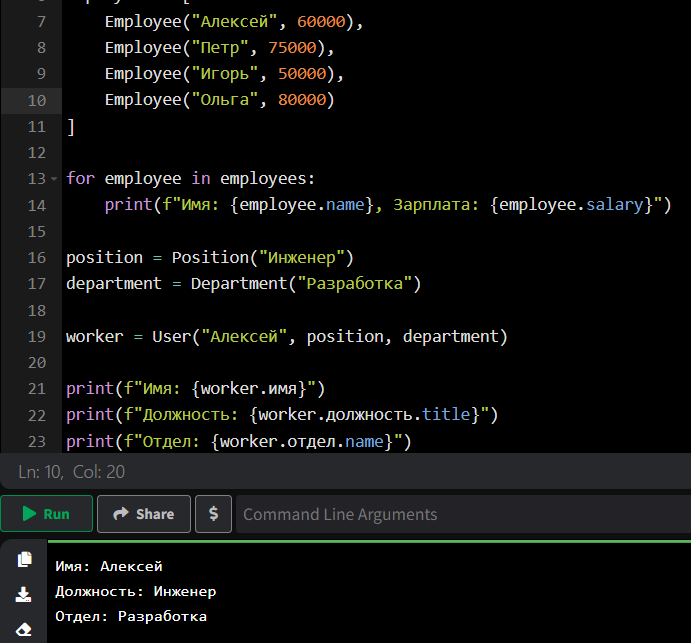 7 Employee("Алексей", 60000),
8 Employee("Петр", 75000),
9 Employee("Игорь", 50000),
10 Employee("Ольга", 80000)
11 ]
12
13 for employee in employees:
14 print(f"Имя: {employee.name}, Зарплата: {employee.salary}")
15
16 position = Position("Инженер")
17 department = Department("Разработка")
18
19 worker = User("Алексей", position, department)
20
21 print(f"Имя: {worker.имя}")
22 print(f"Должность: {worker.должность.title}")
23 print(f"Отдел: {worker.отдел.name}")
Ln: 10, Col: 20
Run Share $ Command Line Arguments
Имя: Алексей
Должность: Инженер
Отдел: Разработка